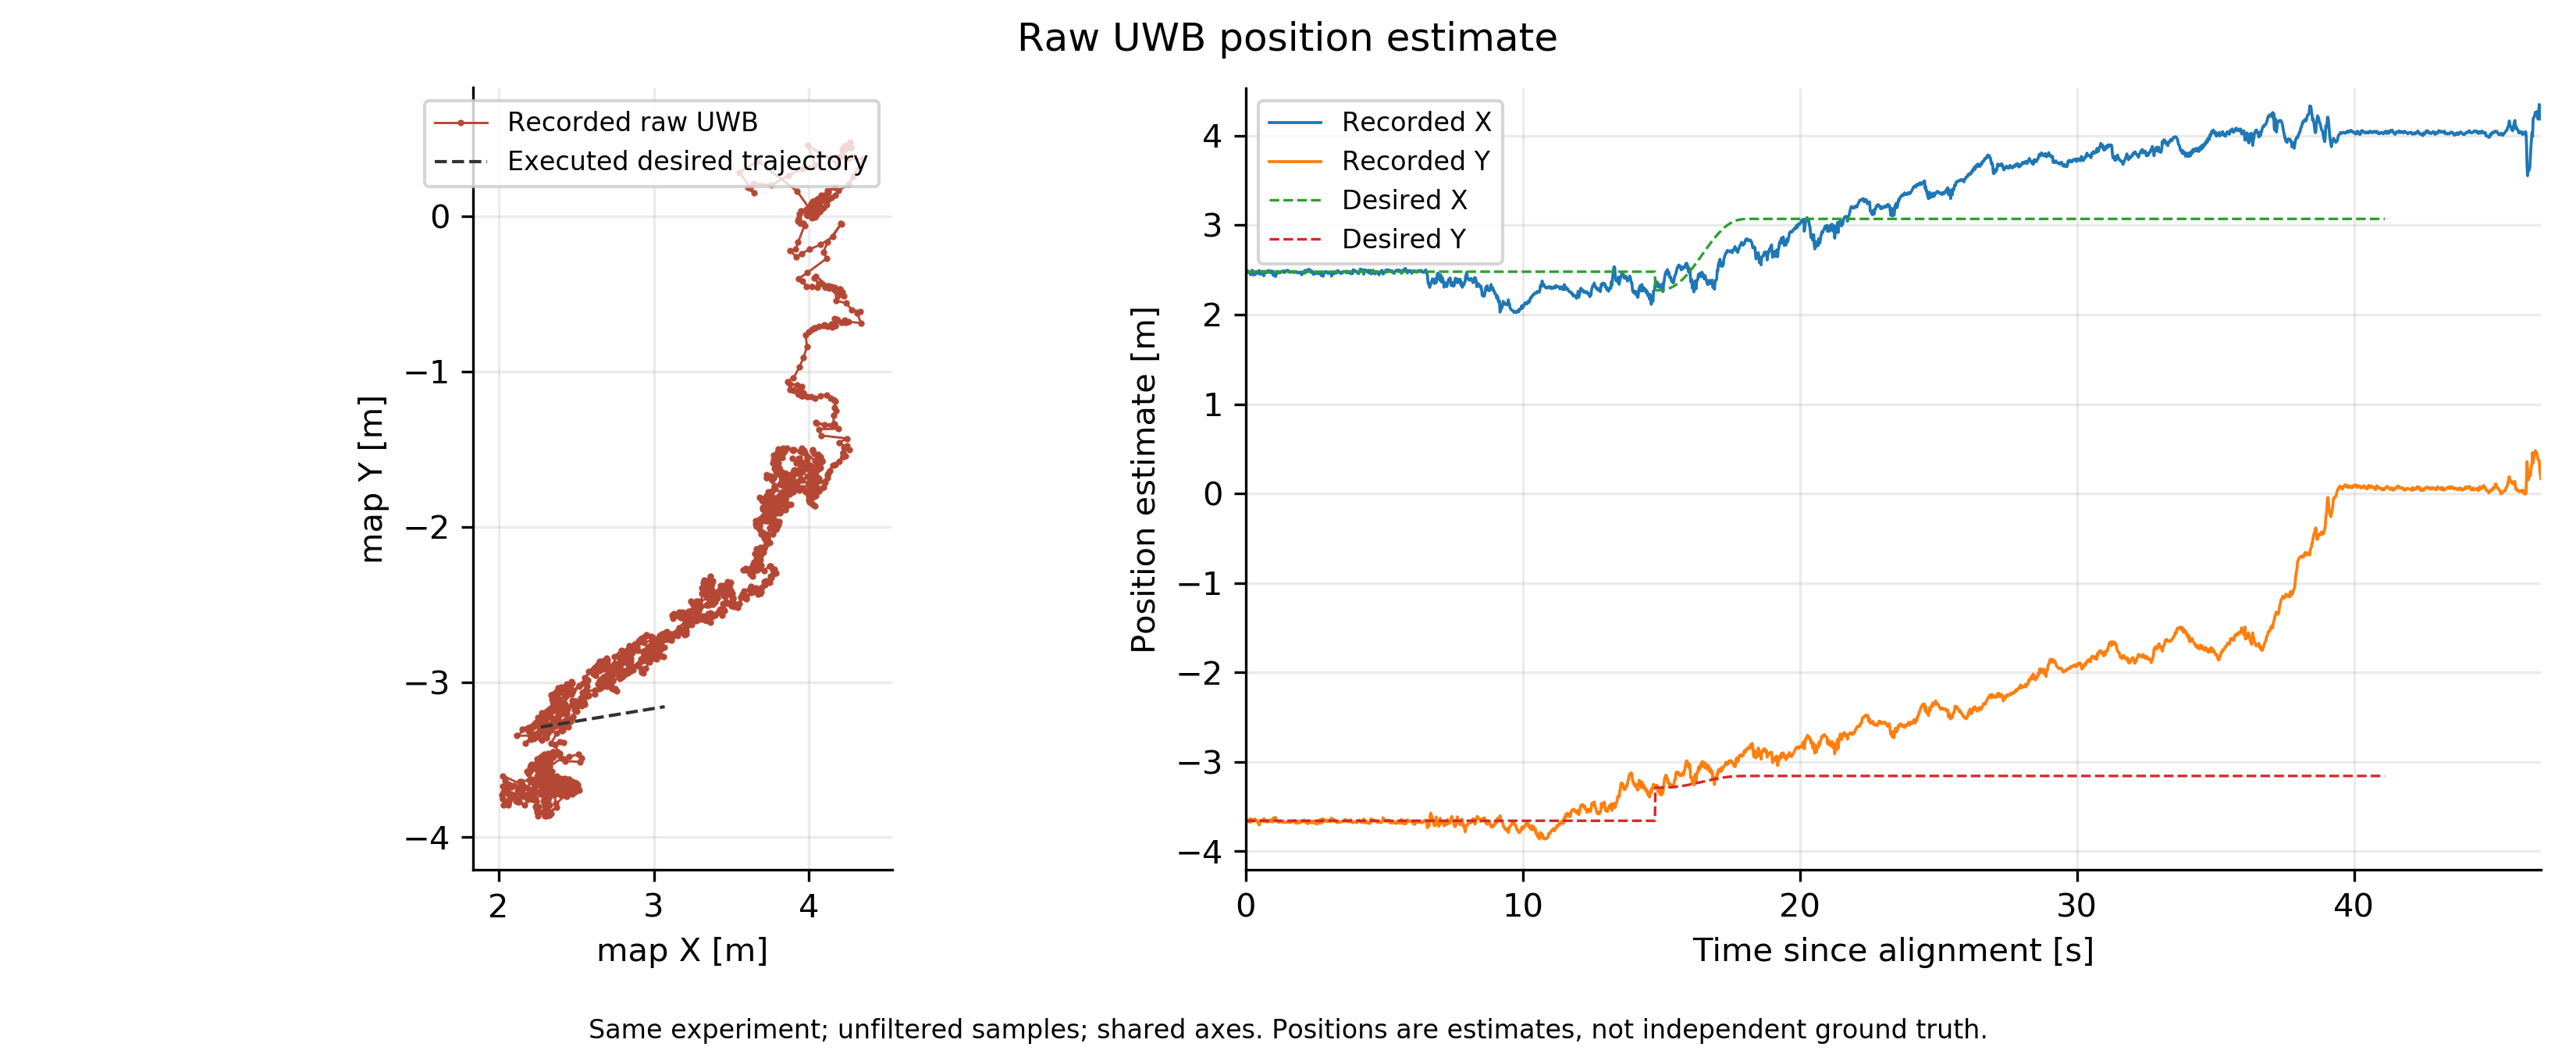 Raw UWB position estimate
Recorded raw UWB
Executed desired trajectory
0
−1
−2
−3
−4
map Y [m]
2 3 4
map X [m]
Recorded X
Recorded Y
Desired X
Desired Y
4
3
2
1
0
−1
−2
−3
−4
Position estimate [m]
0 10 20 30 40
Time since alignment [s]
Same experiment; unfiltered samples; shared axes. Positions are estimates, not independent ground truth.